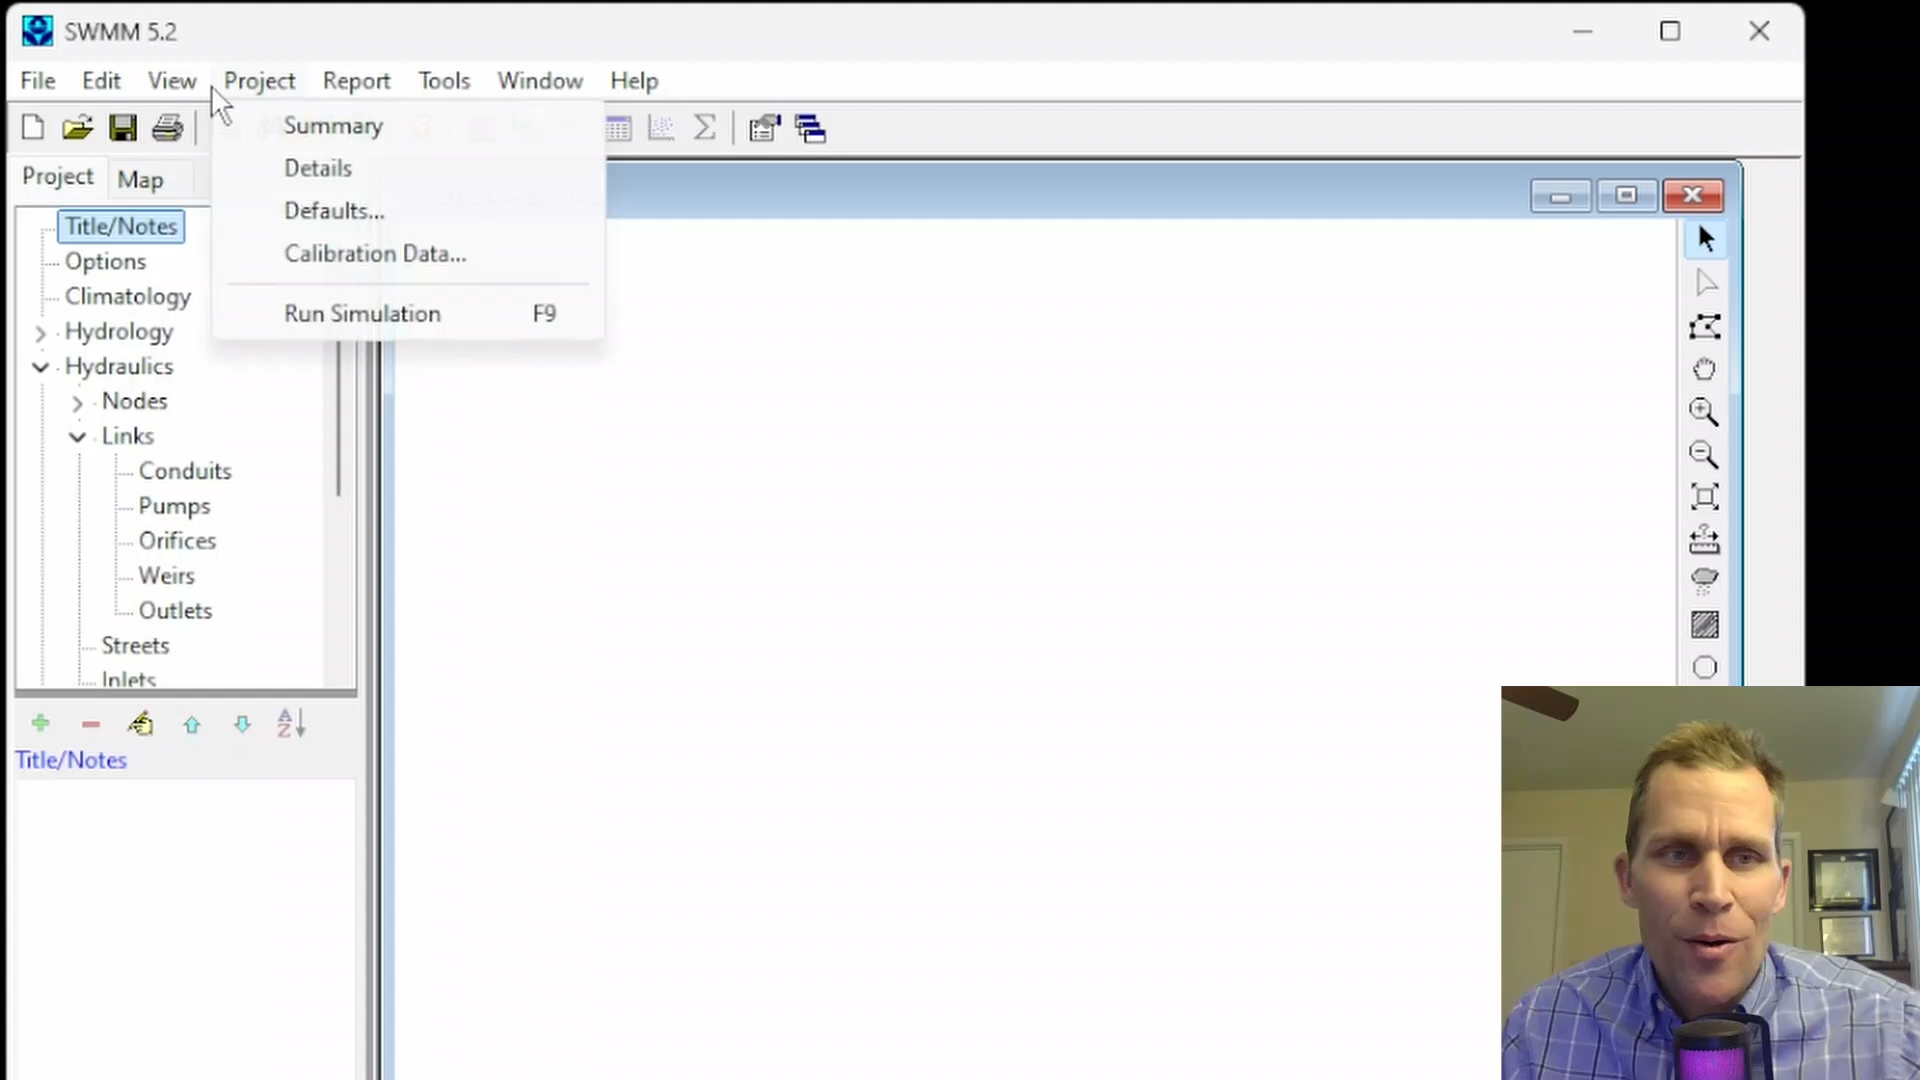 SWMM 5.2
File Edit View Project Report Tools Window Help
Summary
Details
Defaults...
Calibration Data...
Run Simulation F9
Project Map
Title/Notes
Options
Climatology
Hydrology
Hydraulics
Nodes
Links
Conduits
Pumps
Orifices
Weirs
Outlets
Streets
Inlets
AZ
Title/Notes